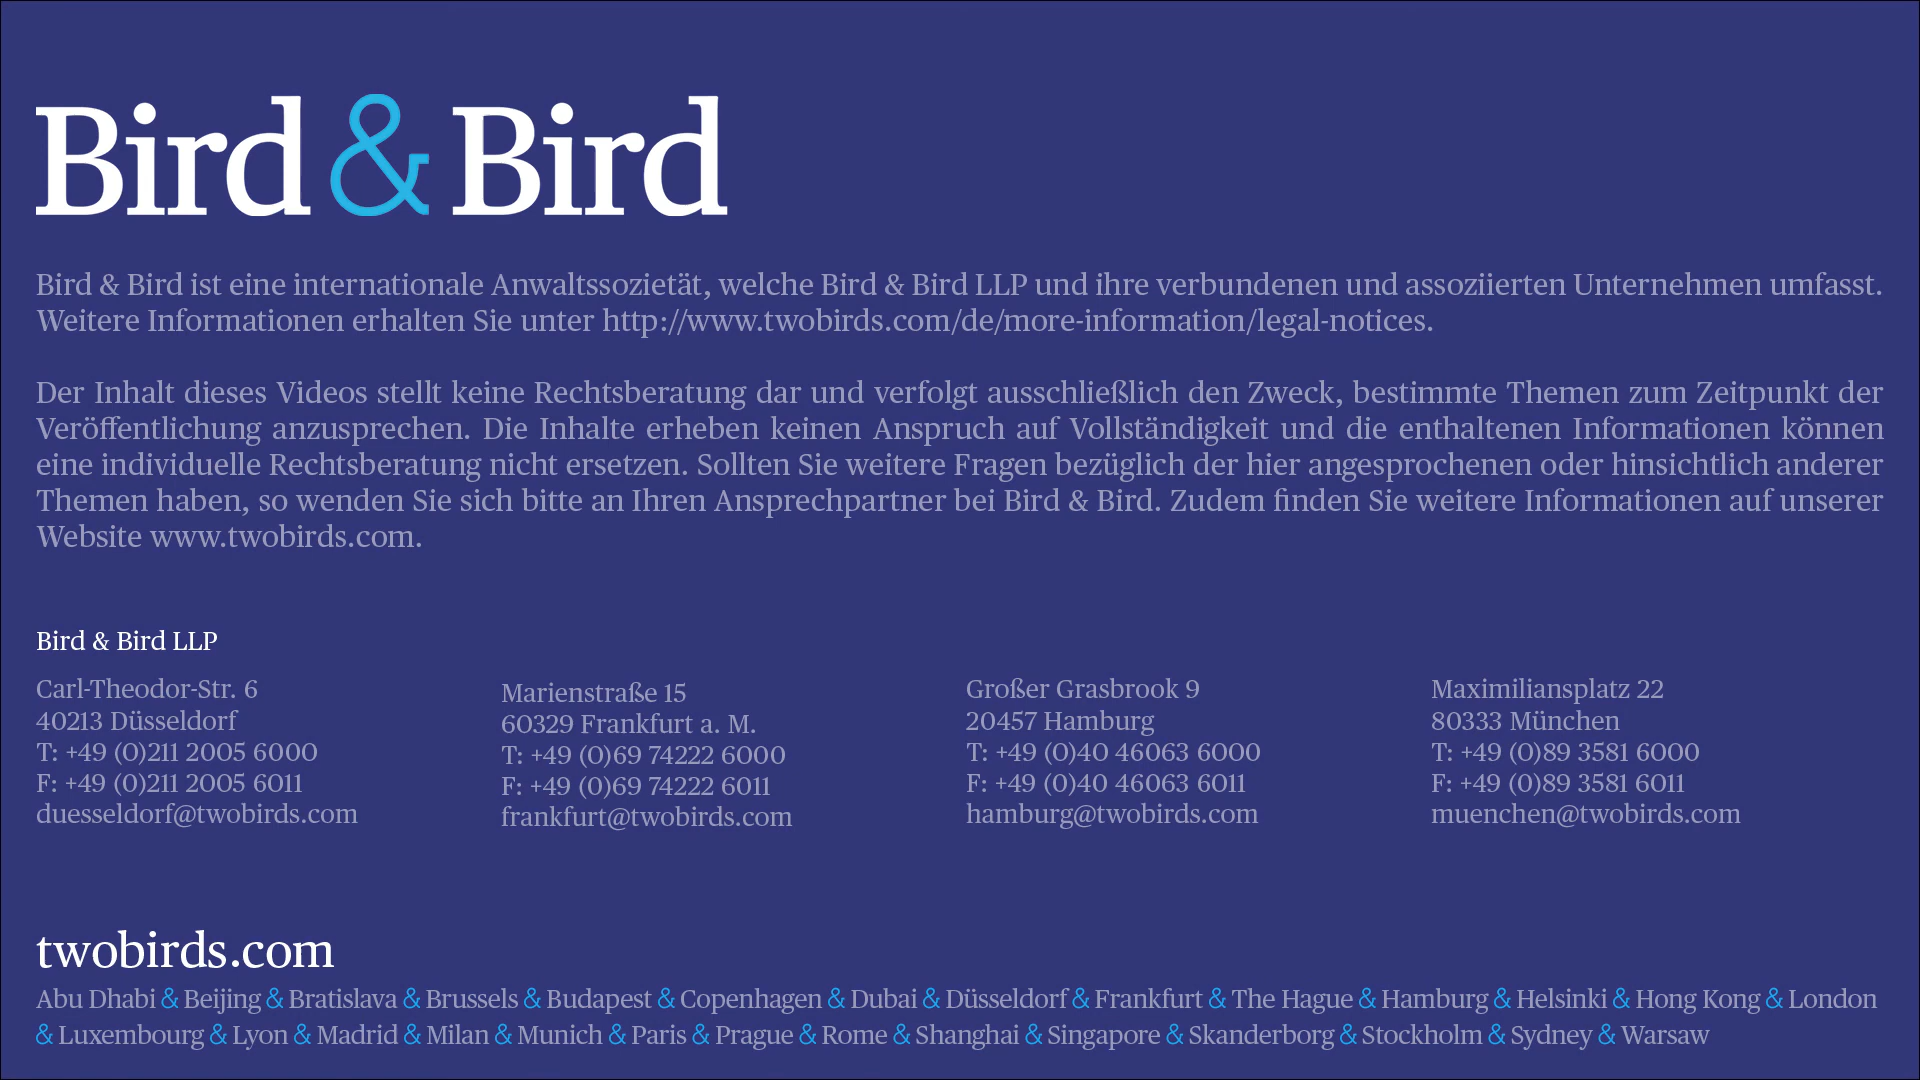 Bird & Bird
Bird & Bird ist eine internationale Anwaltssozietät, welche Bird & Bird LLP und ihre verbundenen und assoziierten Unternehmen umfasst.
Weitere Informationen erhalten Sie unter http://www.twobirds.com/de/more-information/legal-notices.
Der Inhalt dieses Videos stellt keine Rechtsberatung dar und verfolgt ausschließlich den Zweck, bestimmte Themen zum Zeitpunkt der
Veröffentlichung anzusprechen. Die Inhalte erheben keinen Anspruch auf Vollständigkeit und die enthaltenen Informationen können
eine individuelle Rechtsberatung nicht ersetzen. Sollten Sie weitere Fragen bezüglich der hier angesprochenen oder hinsichtlich anderer
Themen haben, so wenden Sie sich bitte an Ihren Ansprechpartner bei Bird & Bird. Zudem finden Sie weitere Informationen auf unserer
Website www.twobirds.com.
Bird & Bird LLP
Carl-Theodor-Str. 6
40213 Düsseldorf
T: +49 (0)211 2005 6000
F: +49 (0)211 2005 6011
duesseldorf@twobirds.com
Marienstraße 15
60329 Frankfurt a. M.
T: +49 (0)69 74222 6000
F: +49 (0)69 74222 6011
frankfurt@twobirds.com
Großer Grasbrook 9
20457 Hamburg
T: +49 (0)40 46063 6000
F: +49 (0)40 46063 6011
hamburg@twobirds.com
Maximiliansplatz 22
80333 München
T: +49 (0)89 3581 6000
F: +49 (0)89 3581 6011
muenchen@twobirds.com
twobirds.com
Abu Dhabi & Beijing & Bratislava & Brussels & Budapest & Copenhagen & Dubai & Düsseldorf & Frankfurt & The Hague & Hamburg & Helsinki & Hong Kong & London
& Luxembourg & Lyon & Madrid & Milan & Munich & Paris & Prague & Rome & Shanghai & Singapore & Skanderborg & Stockholm & Sydney & Warsaw